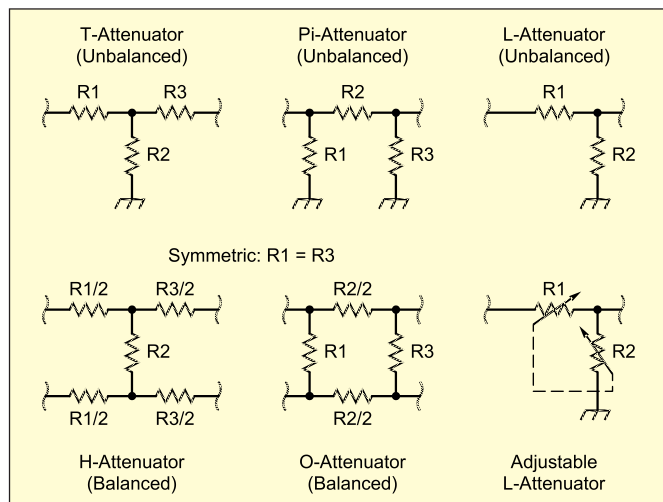 T-Attenuator
(Unbalanced)
Pi-Attenuator
(Unbalanced)
L-Attenuator
(Unbalanced)
R1
R3
R2
R2
R1
R3
R1
R2
Symmetric: R1 = R3
R1/2
R3/2
R2
R1/2
R3/2
R2/2
R1
R3
R2/2
R1
R2
H-Attenuator
(Balanced)
O-Attenuator
(Balanced)
Adjustable
L-Attenuator